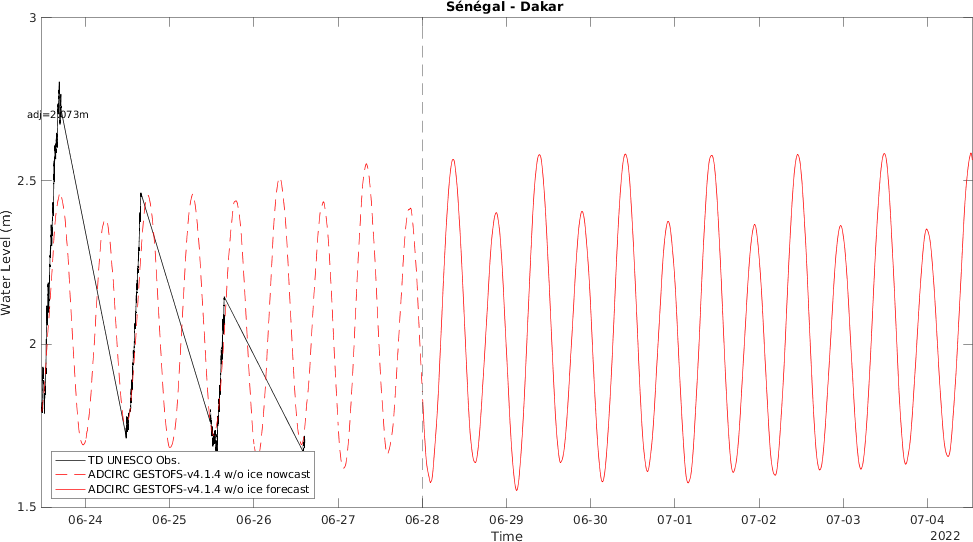 Sénégal - Dakar
3
2.5
2
1.5
Water Level (m)
adj=2.073m
TD UNESCO Obs.
ADCIRC GESTOFS-v4.1.4 w/o ice nowcast
ADCIRC GESTOFS-v4.1.4 w/o ice forecast
06-24 06-25 06-26 06-27 06-28 06-29 06-30 07-01 07-02 07-03 07-04
Time
2022